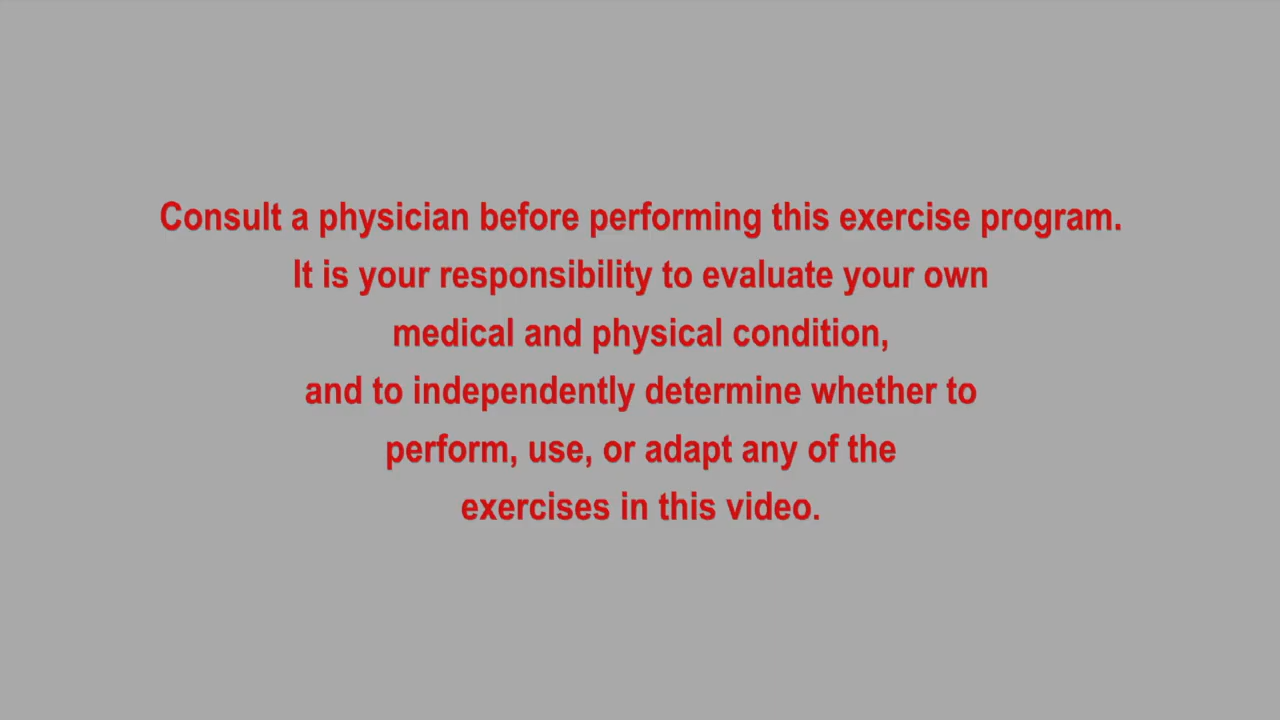 Consult a physician before performing this exercise program.
It is your responsibility to evaluate your own
medical and physical condition,
and to independently determine whether to
perform, use, or adapt any of the
exercises in this video.